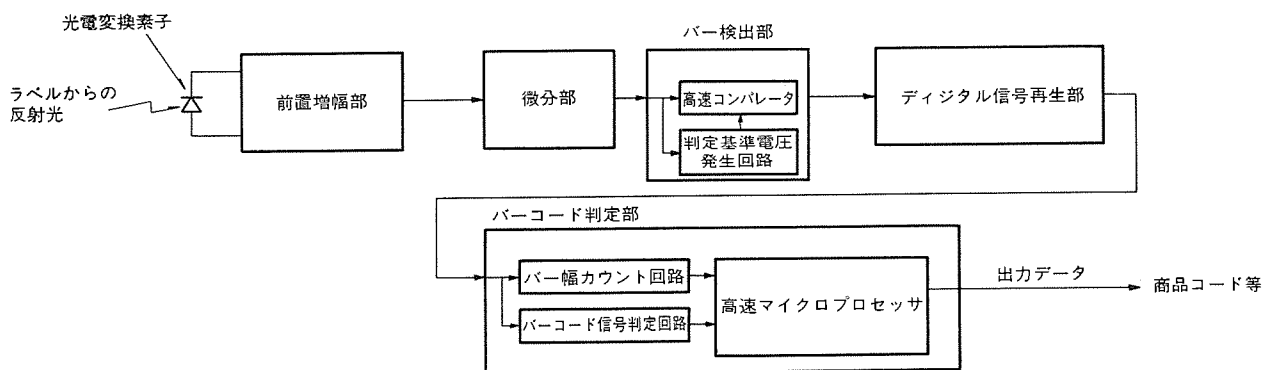 光電変換素子
ラベルからの
反射光
前置増幅部
微分部
バー検出部
高速コンパレータ
判定基準電圧
発生回路
ディジタル信号再生部
バーコード判定部
バー幅カウント回路
バーコード信号判定回路
高速マイクロプロセッサ
出力データ
商品コード等